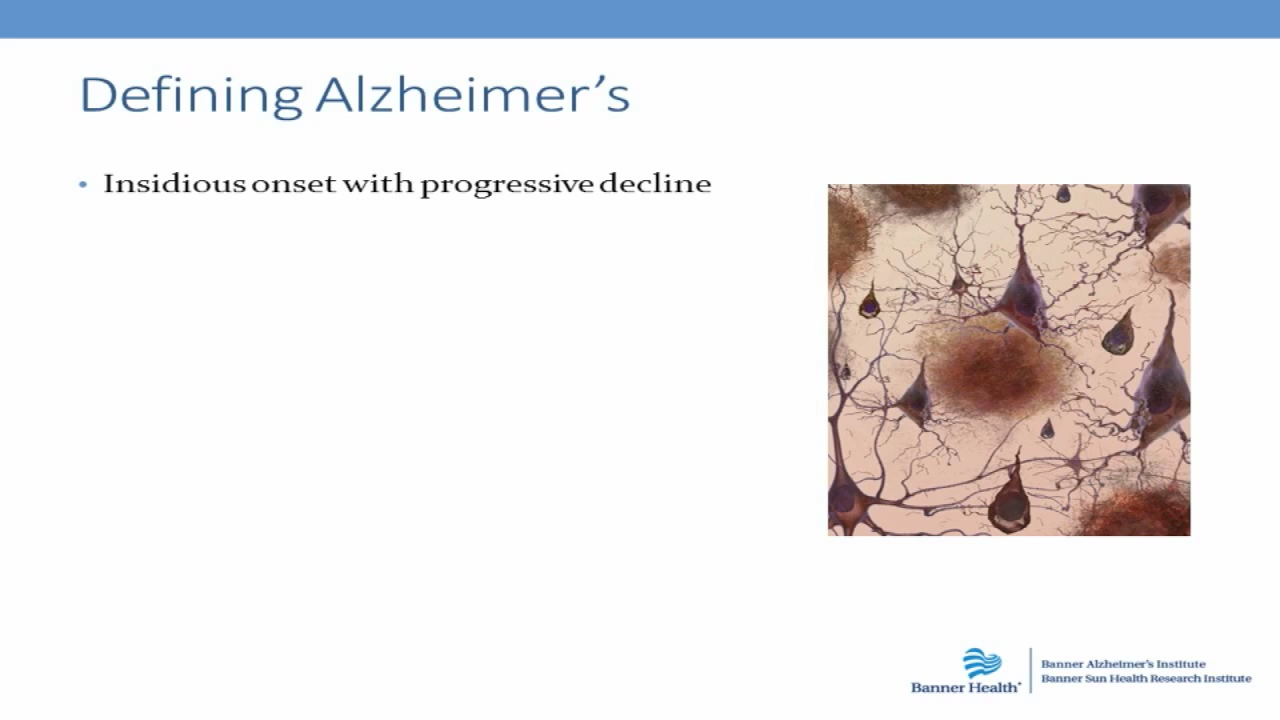 Defining Alzheimer’s
• Insidious onset with progressive decline
Banner Health®
Banner Alzheimer’s Institute
Banner Sun Health Research Institute